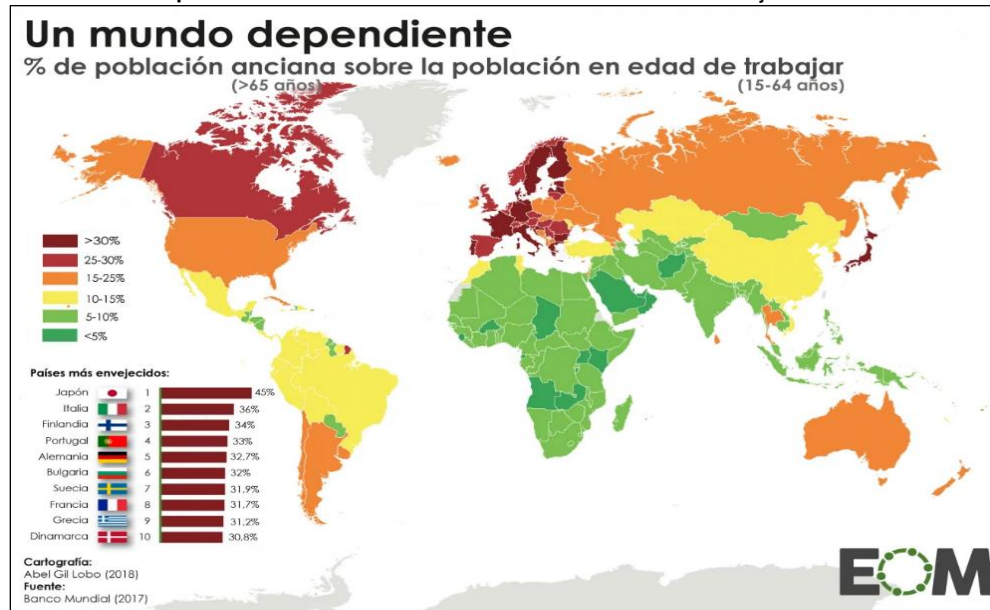 Un mundo dependiente
% de población anciana sobre la población en edad de trabajar
(>65 años) (15-64 años)
>30%
25-30%
15-25%
10-15%
5-10%
<5%
Países más envejecidos:
Japón 1 45%
Italia 2 36%
Finlandia 3 34%
Portugal 4 33%
Alemania 5 32.7%
Bulgaria 6 32%
Suecia 7 31,9%
Francia 8 31,7%
Grecia 9 31,2%
Dinamarca 10 30,8%
Cartografía:
Abel Gil Lobo (2018)
Fuente:
Banco Mundial (2017)
EOM